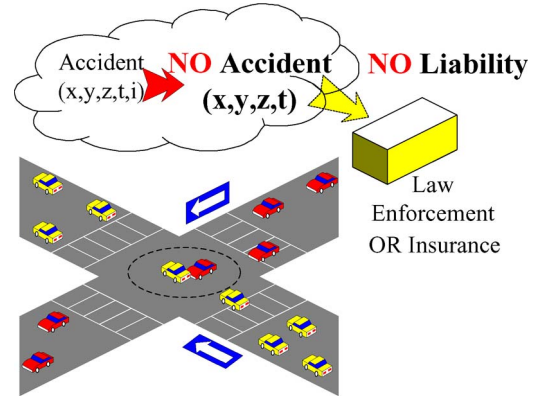 Accident
(x,y,z,t,i)
NO Accident
(x,y,z,t)
NO Liability
Law
Enforcement
OR Insurance